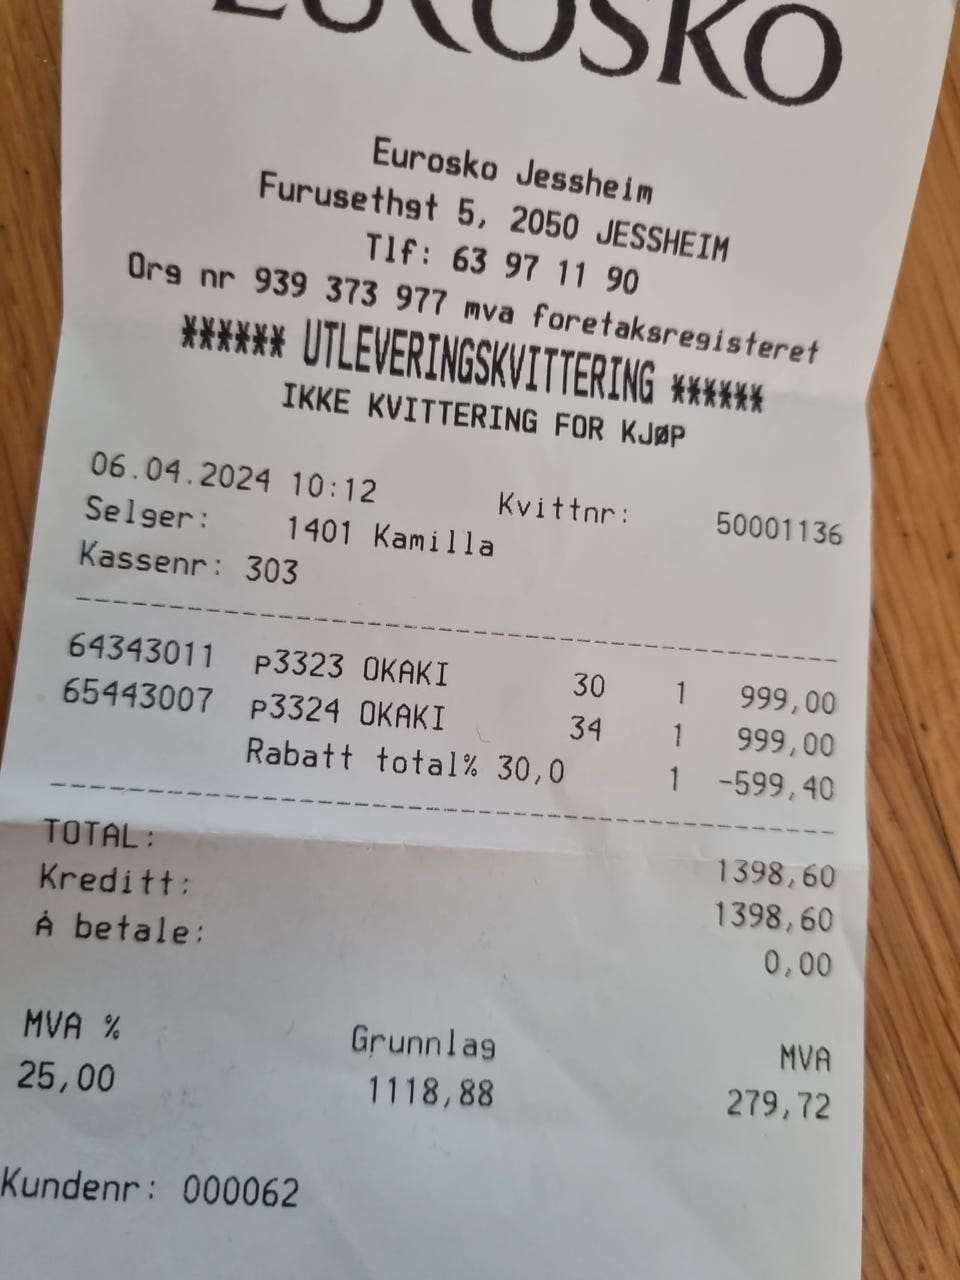 EUROSKO
Eurosko Jessheim
Furusethgt 5, 2050 JESSHEIM
Tlf: 63 97 11 90
Org nr 939 373 977 mva foretaksregisteret
****** UTLEVERINGSKVITTERING ******
IKKE KVITTERING FOR KJØP
06.04.2024 10:12 Kvittnr: 50001136
Selger: 1401 Kamilla
Kassenr: 303
64343011 p3323 OKAKI 30 1 999,00
65443007 p3324 OKAKI 34 1 999,00
Rabatt total% 30,0 1 -599,40
TOTAL: 1398,60
Kreditt: 1398,60
Å betale: 0,00
MVA % Grunnlag MVA
25,00 1118,88 279,72
Kundenr: 000062